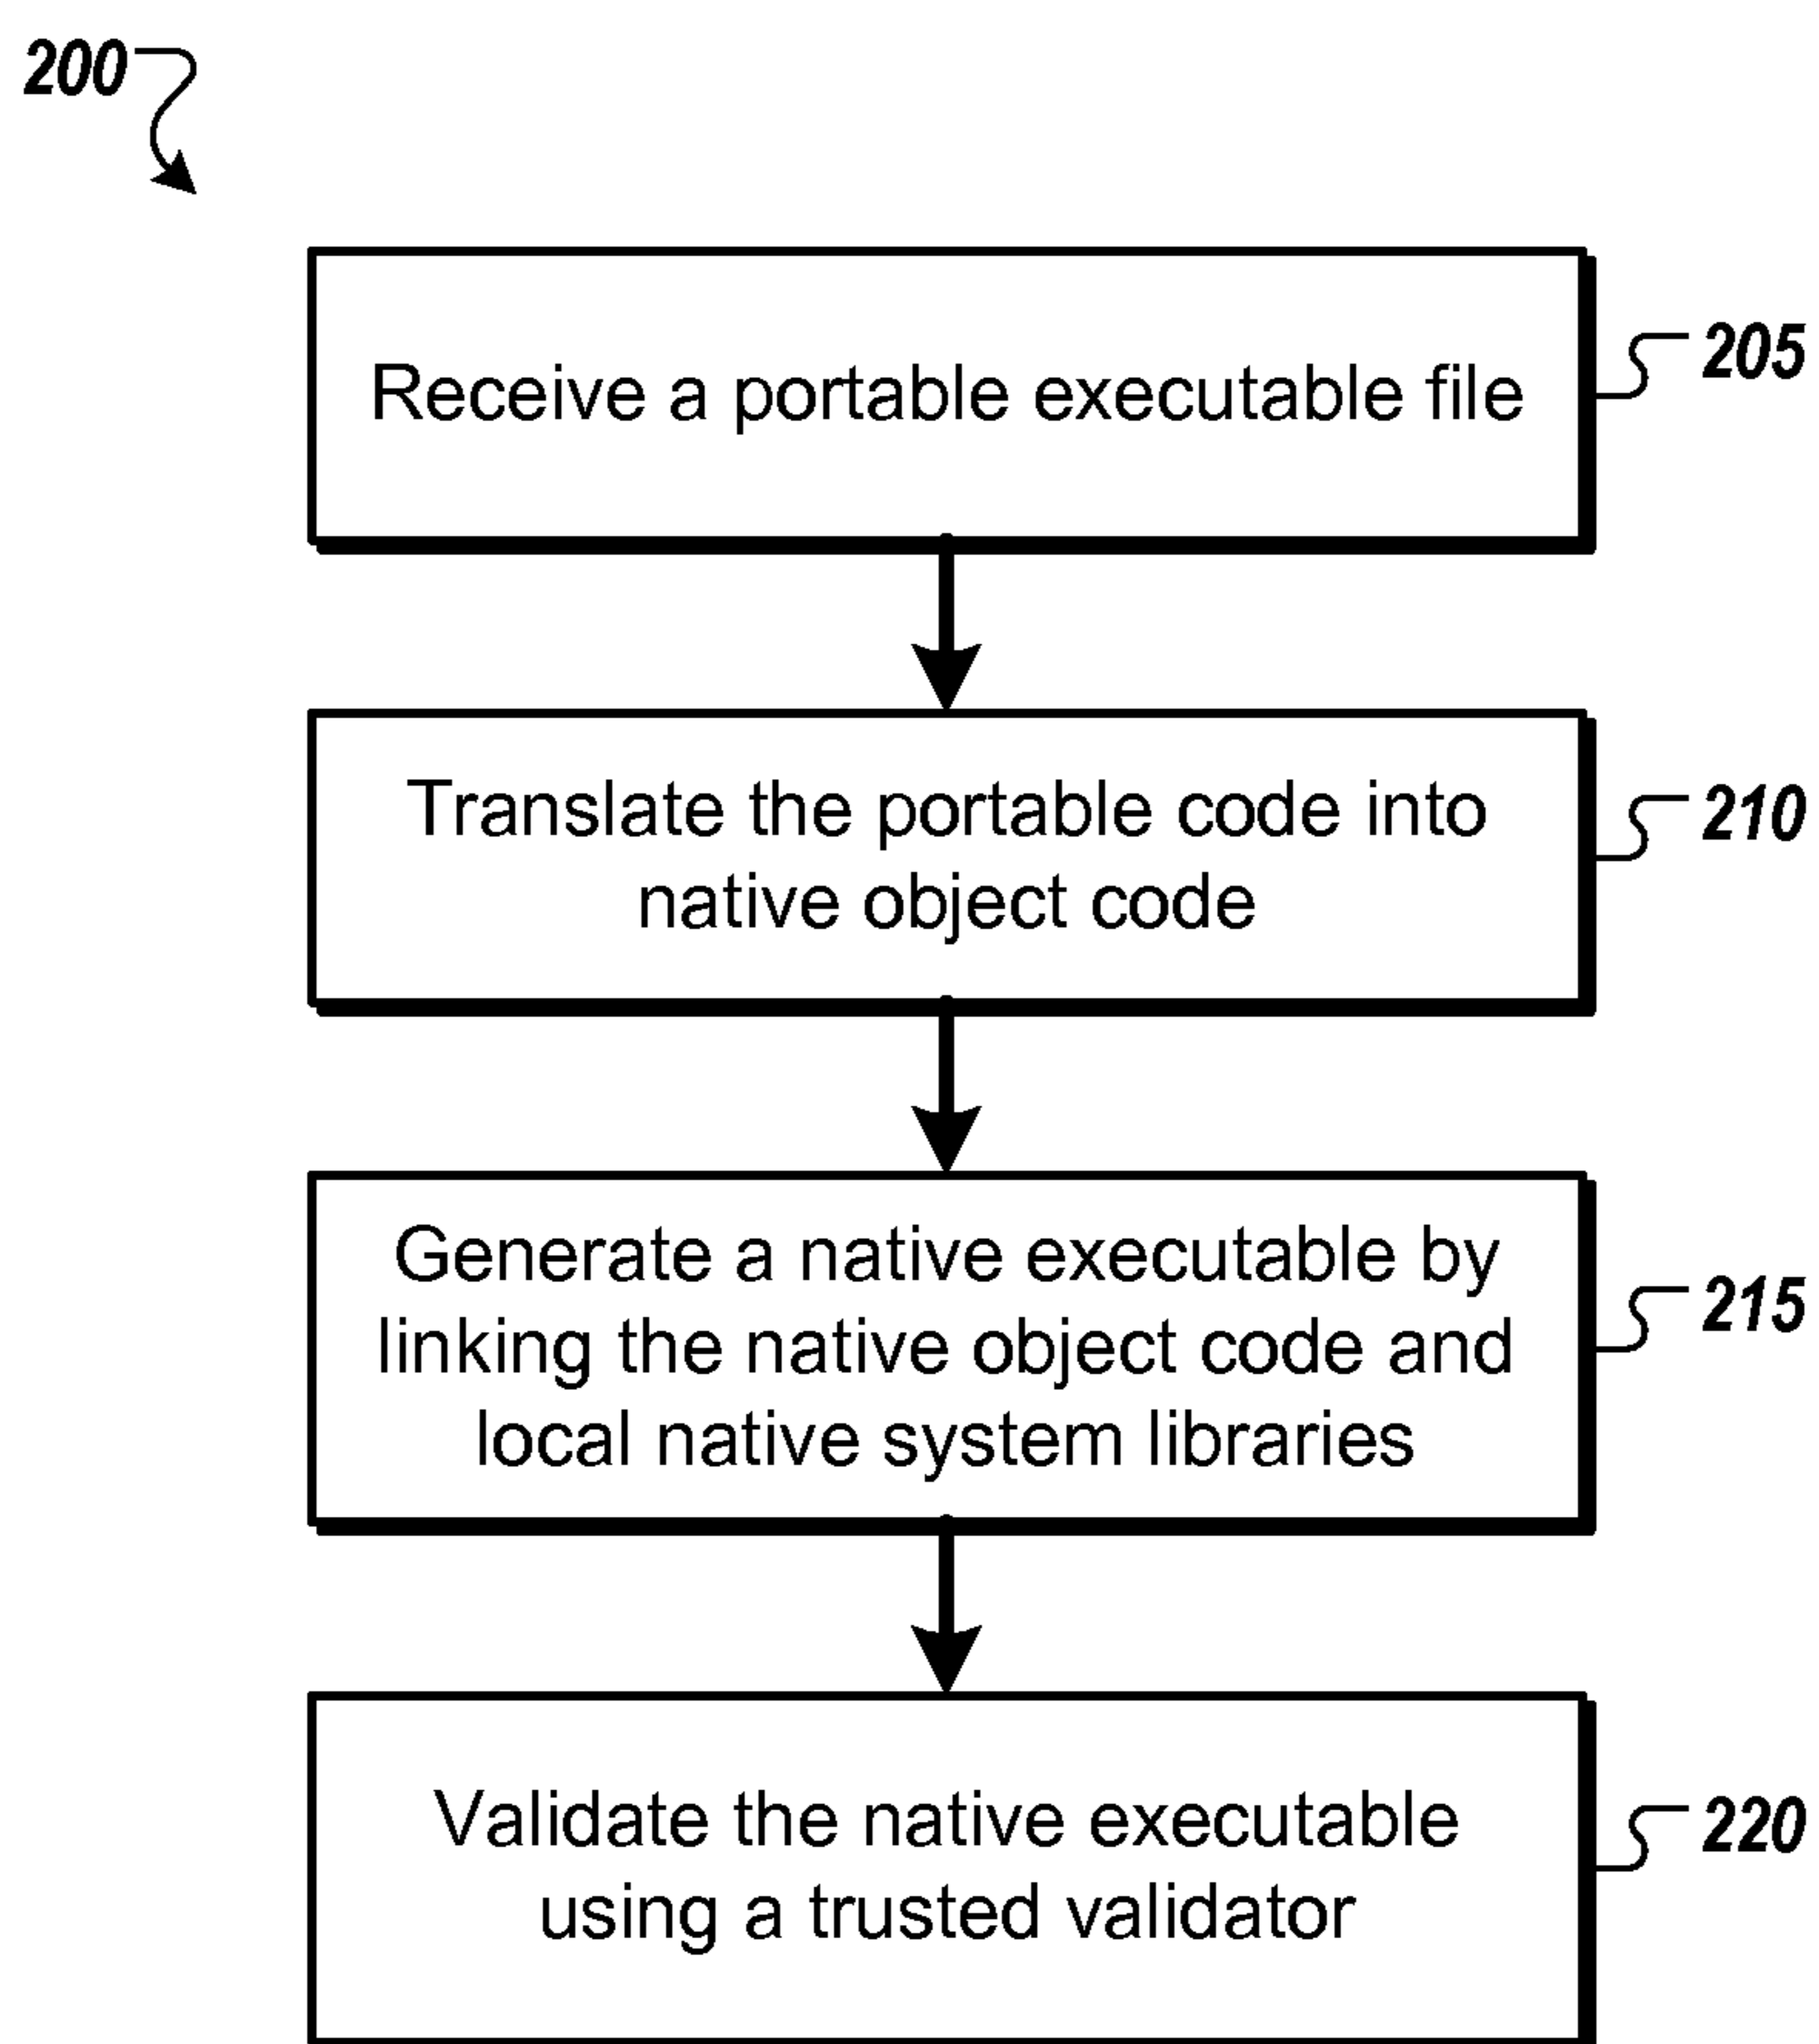 200
Receive a portable executable file
205
Translate the portable code into
native object code
210
Generate a native executable by
linking the native object code and
local native system libraries
215
Validate the native executable
using a trusted validator
220